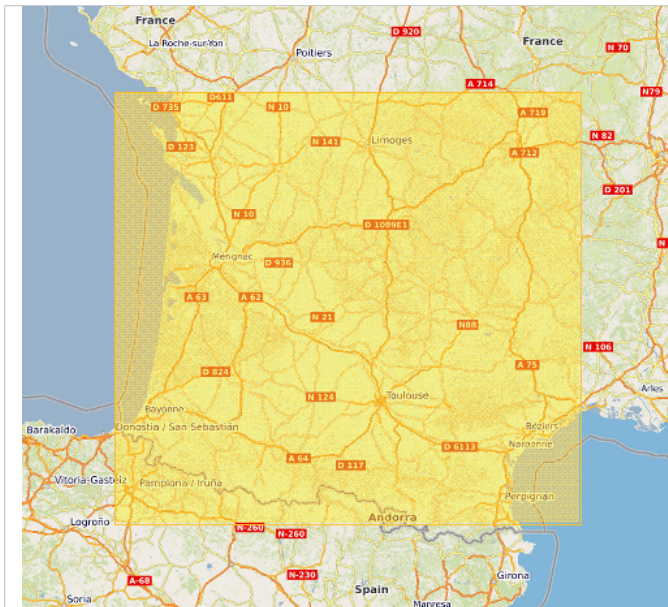 France
D 920
La Roche-sur-Yon
France
N 70
Poitiers
A 714
N79
D611
D 735
N 10
A 719
N 82
N 141
Limoges
D 123
A 712
D 201
N 10
D 1089E1
N
Mérignac
D 936
A 63
A 62
N 21
N88
N 106
A 75
D 824
Arles
N 124
Toulouse
Bayonne
Barakaldo
Donostia / San Sebastián
Béziers
Narbonne
D 6113
A 64
D 117
Vitoria-Gasteiz
Pamplona / Iruña
Perpignan
Logroño
Andorra
N-260
N-260
A-68
N-230
Girona
Spain
Soria
Manresa